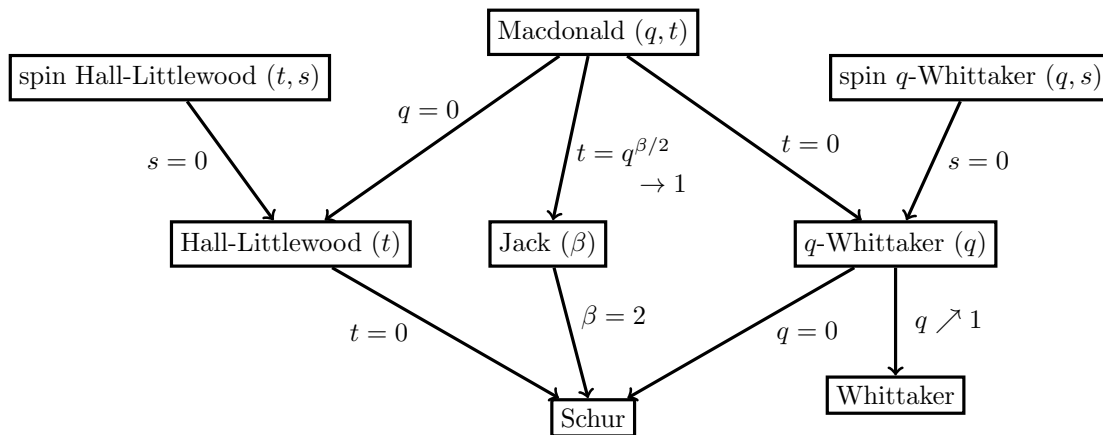 Macdonald (q, t)
spin Hall-Littlewood (t, s)
spin q-Whittaker (q, s)
q = 0
t = q^{β/2}
→ 1
t = 0
s = 0
s = 0
Hall-Littlewood (t)
Jack (β)
q-Whittaker (q)
t = 0
β = 2
q = 0
q ↗ 1
Whittaker
Schur